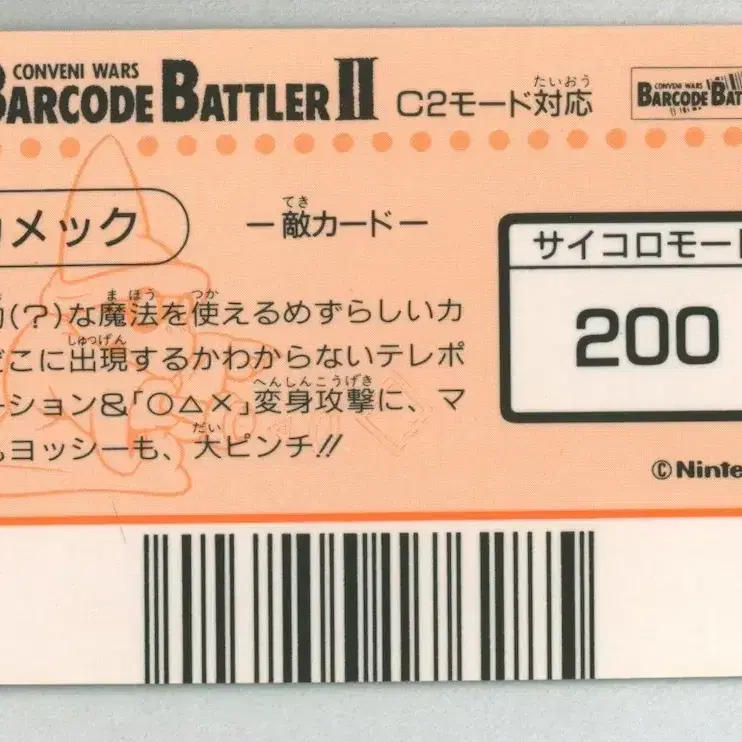 CONVENI WARS
BARCODE BATTLER II C2モード対応
たいおう
CONVENI WARS
BARCODE BAT
メック
ー敵カードー
てき
サイコロモード
200
(?)な魔法を使えるめずらしいカ
まほう つか
どこに出現するかわからないテレポ
しゅつげん
ーション&「○△×」変身攻撃に、マ
へんしんこうげき
ヨッシーも、大ピンチ!!
だい
©Ninte